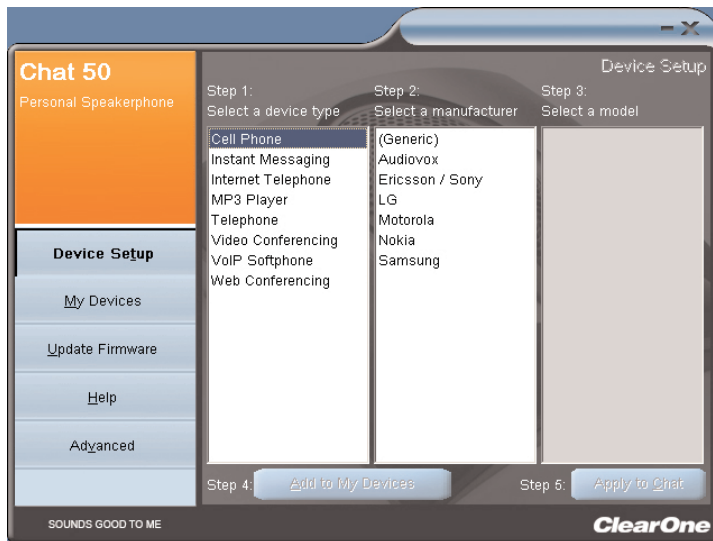 Chat 50
Personal Speakerphone
Device Setup
My Devices
Update Firmware
Help
Advanced
SOUNDS GOOD TO ME
Device Setup
Step 1:
Select a device type
Cell Phone
Instant Messaging
Internet Telephone
MP3 Player
Telephone
Video Conferencing
VoIP Softphone
Web Conferencing
Step 2:
Select a manufacturer
(Generic)
Audiovox
Ericsson / Sony
LG
Motorola
Nokia
Samsung
Step 3:
Select a model
Step 4:
Add to My Devices
Step 5:
Apply to Chat
ClearOne